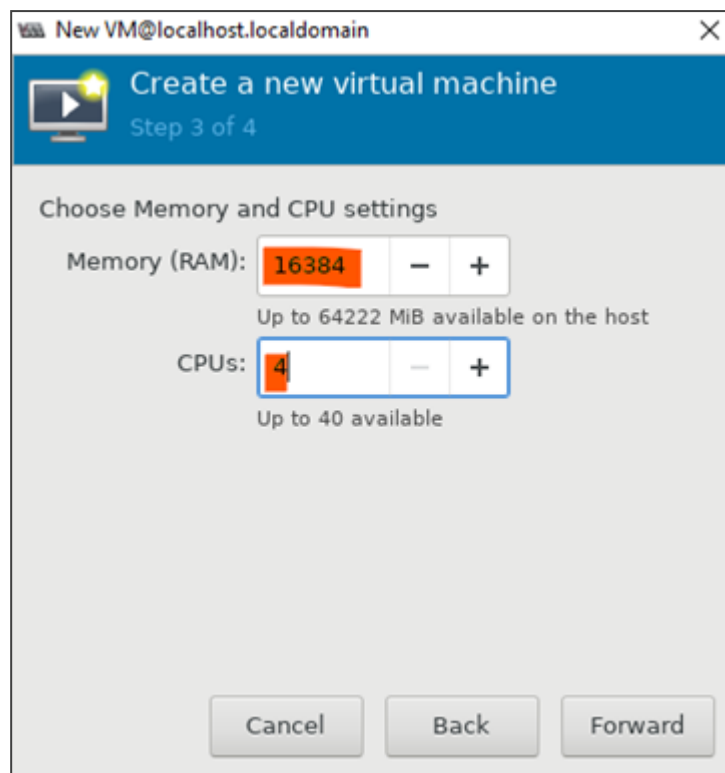 New VM@localhost.localdomain
Create a new virtual machine
Step 3 of 4
Choose Memory and CPU settings
Memory (RAM): 16384 − +
Up to 64222 MiB available on the host
CPUs: 4 − +
Up to 40 available
Cancel Back Forward